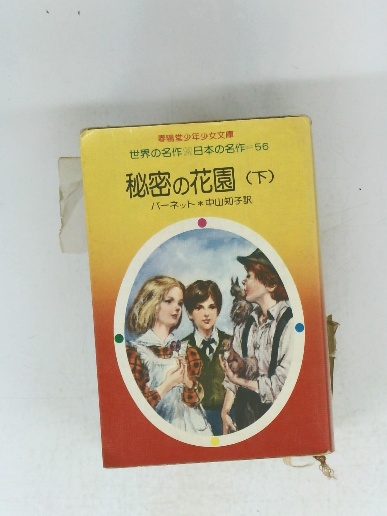 春陽堂少年少女文庫
世界の名作 日本の名作 56
秘密の花園(下)
バーネット*中山知子訳